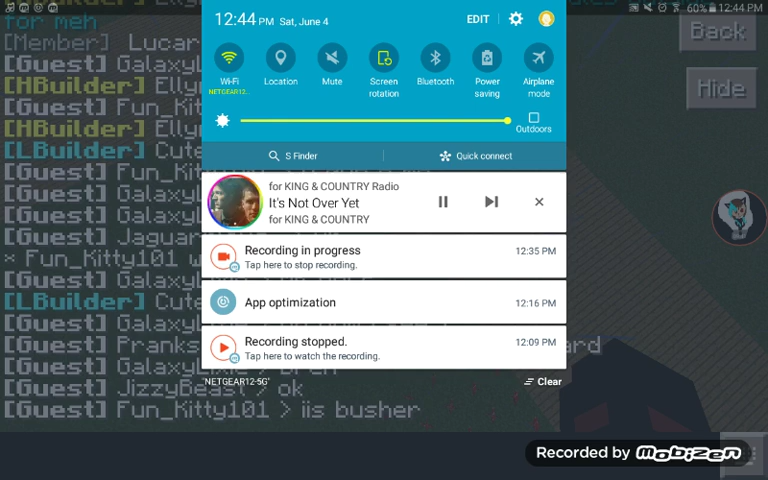 60% 12:44 PM
12:44 PM Sat, June 4
EDIT
Wi-Fi
NETGEAR12...
Location
Mute
Screen rotation
Bluetooth
Power saving
Airplane mode
Outdoors
S Finder
Quick connect
for KING & COUNTRY Radio
It's Not Over Yet
for KING & COUNTRY
Recording in progress
12:35 PM
Tap here to stop recording.
App optimization
12:16 PM
Recording stopped.
12:09 PM
Tap here to watch the recording.
'NETGEAR12-5G'
Clear
Back
Hide
for meh
[Member] Lucar
[Guest] Galaxy
[HBuilder] Elly
[Guest] Fun_Kitt
[HBuilder] Elly
[LBuilder] Cute
[Guest] Fun_Kitt
[Guest] Galaxy
[Guest] Galaxy
[Guest] Jaguar
× Fun_Kitty101 w
[Guest] Galaxy
[LBuilder] Cute
[Guest] Galaxy
[Guest] Pranks
[Guest]
[Guest] JizzyBeast > ok
[Guest] Fun_Kitty101 > iis busher
Recorded by Mobizen